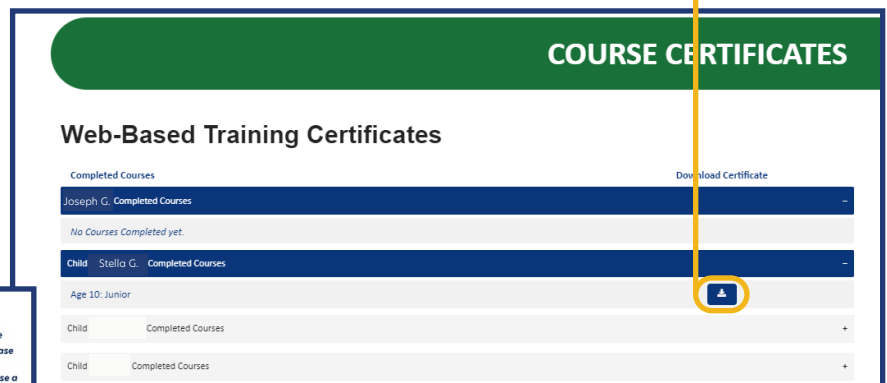 COURSE CERTIFICATES
Web-Based Training Certificates
Completed Courses Download Certificate
Joseph G. Completed Courses −
No Courses Completed yet.
Child Stella G. Completed Courses −
Age 10: Junior
Child Completed Courses +
Child Completed Courses +